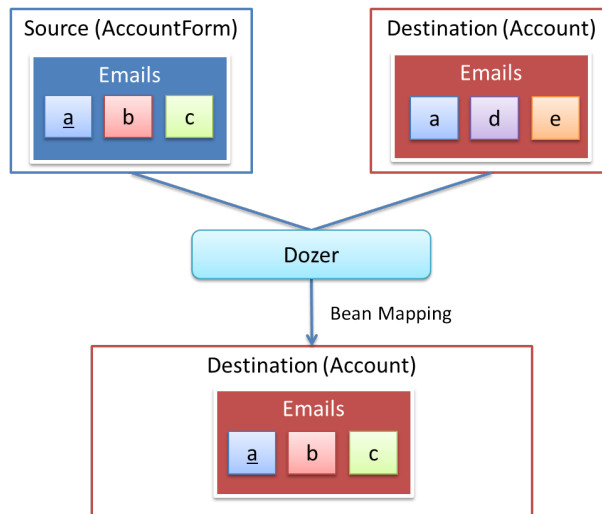 Source (AccountForm)
Emails
a b c
Destination (Account)
Emails
a d e
Dozer
Bean Mapping
Destination (Account)
Emails
a b c